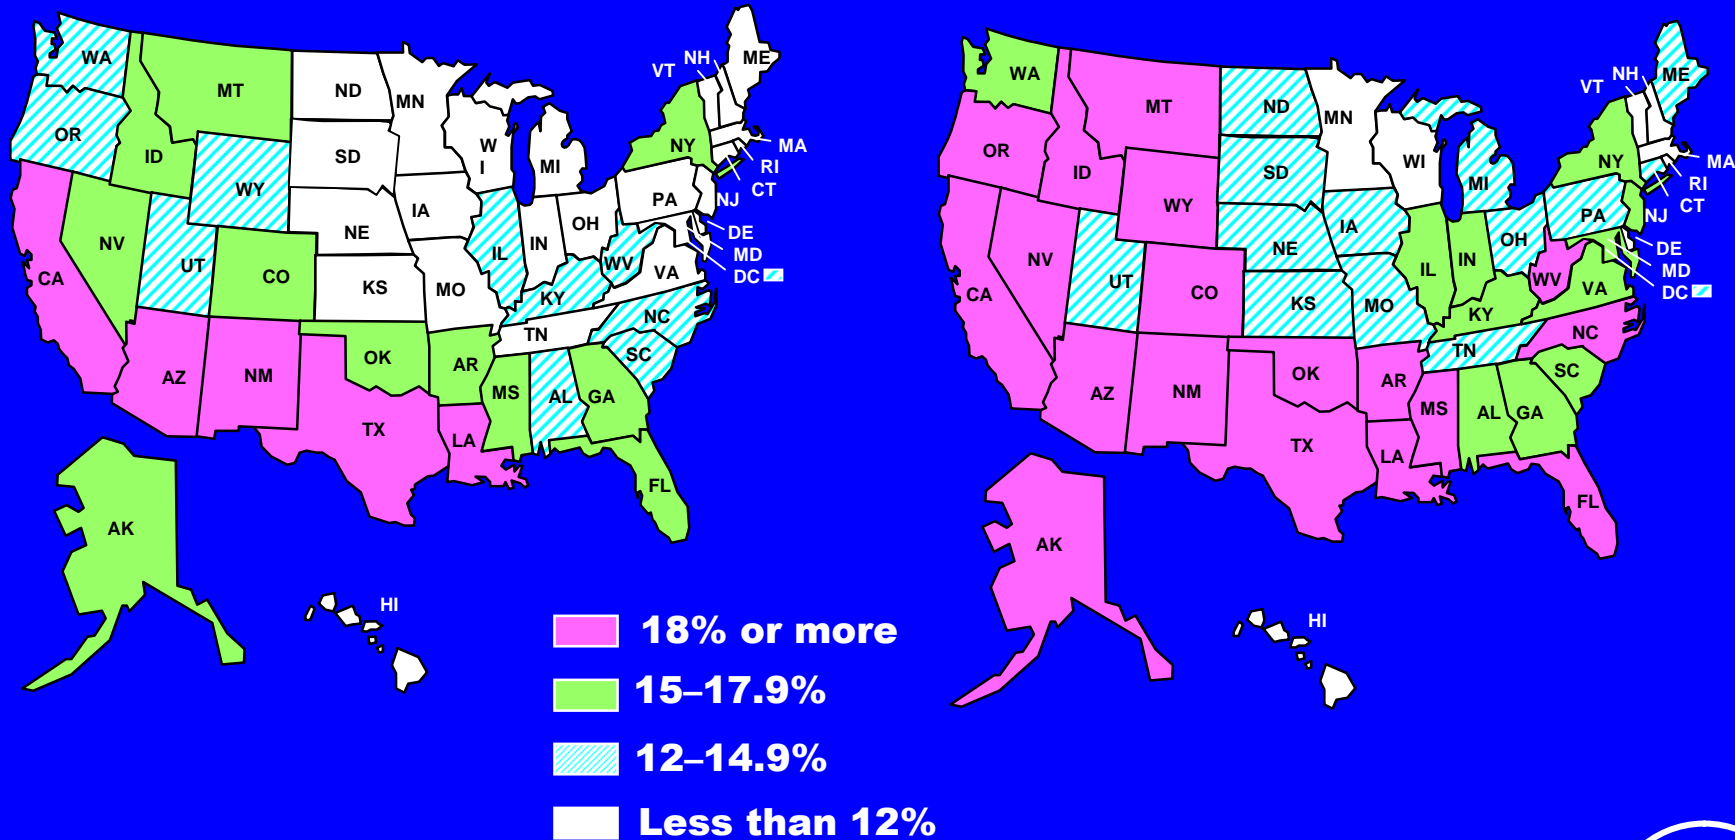 WA
MT
ND
MN
W
I
MI
VT
NH
ME
OR
ID
SD
NY
MA
RI
CT
WY
IA
PA
NJ
NV
NE
OH
DE
MD
DC
CA
UT
CO
IL
IN
WV
VA
KS
MO
KY
NC
TN
OK
AR
SC
AZ
NM
MS
AL
GA
TX
LA
FL
AK
HI
WA
MT
ND
MN
WI
MI
VT
NH
ME
OR
ID
SD
NY
MA
RI
CT
WY
IA
PA
NJ
NV
NE
OH
DE
MD
DC
CA
UT
CO
IL
IN
WV
VA
KS
MO
KY
NC
TN
OK
AR
SC
AZ
NM
MS
AL
GA
TX
LA
FL
AK
HI
18% or more
15–17.9%
12–14.9%
Less than 12%